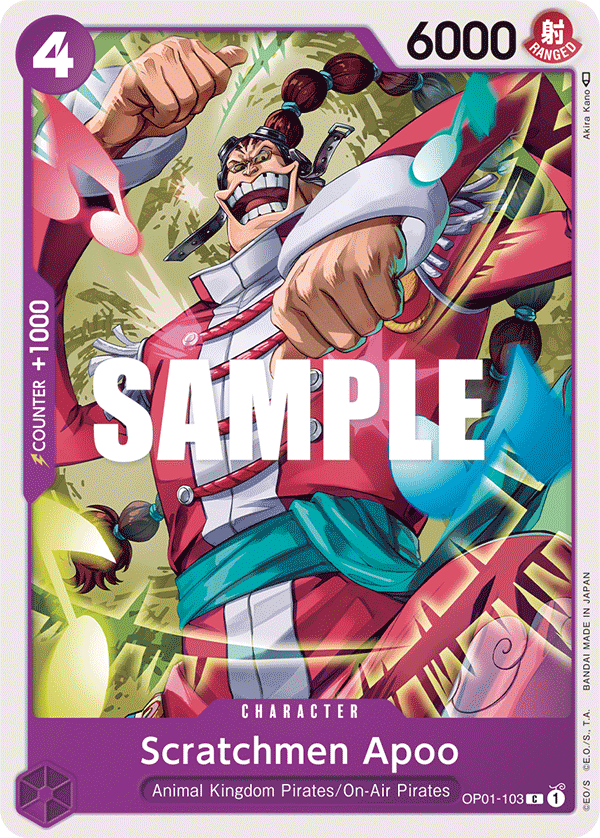 4
6000
射
RANGED
Akira Kano
COUNTER +1000
SAMPLE
CHARACTER
Scratchmen Apoo
Animal Kingdom Pirates/On-Air Pirates
OP01-103 C 1
©E.O/S ©E.O./S., T.A. BANDAI MADE IN JAPAN